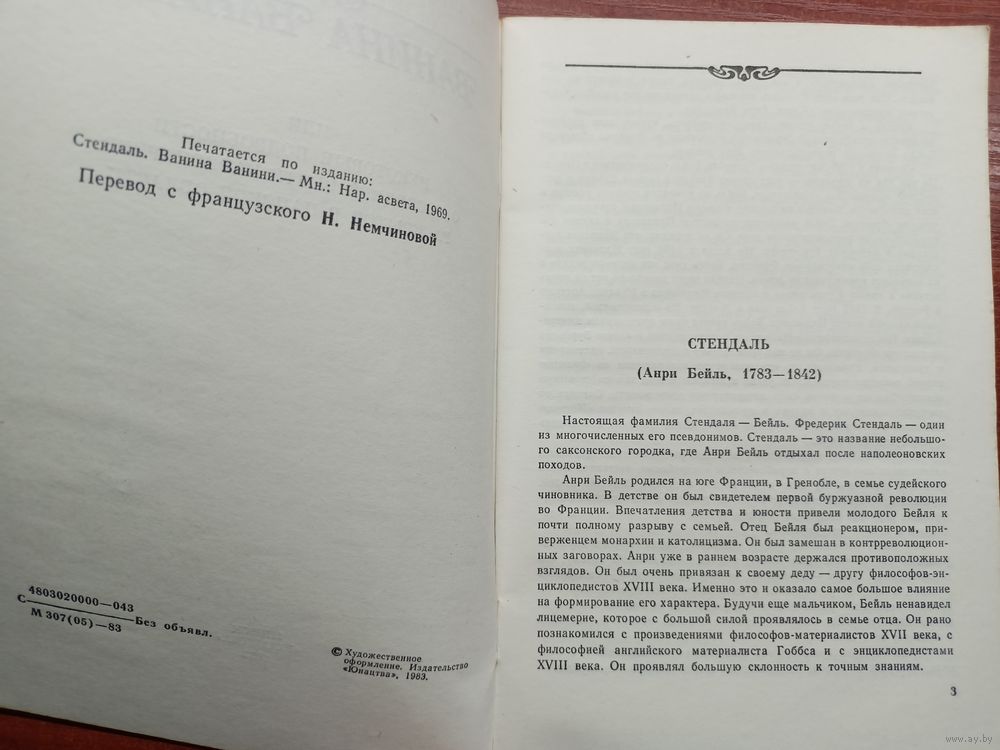 Печатается по изданию:
Стендаль. Ванина Ванини.— Мн.: Нар. асвета, 1969.
Перевод с французского Н. Немчиновой
4803020000—043
С——Без объявл.
М 307(05)—83
© Художественное
оформление. Издательство
«Юнацтва», 1983.
СТЕНДАЛЬ
(Анри Бейль, 1783—1842)
Настоящая фамилия Стендаля — Бейль. Фредерик Стендаль — один
из многочисленных его псевдонимов. Стендаль — это название небольшо-
го саксонского городка, где Анри Бейль отдыхал после наполеоновских
походов.
Анри Бейль родился на юге Франции, в Гренобле, в семье судейского
чиновника. В детстве он был свидетелем первой буржуазной революции
во Франции. Впечатления детства и юности привели молодого Бейля к
почти полному разрыву с семьей. Отец Бейля был реакционером, при-
верженцем монархии и католицизма. Он был замешан в контрреволюцион-
ных заговорах. Анри уже в раннем возрасте держался противоположных
взглядов. Он был очень привязан к своему деду — другу философов-эн-
циклопедистов XVIII века. Именно это и оказало самое большое влияние
на формирование его характера. Будучи еще мальчиком, Бейль ненавидел
лицемерие, которое с большой силой проявлялось в семье отца. Он рано
познакомился с произведениями философов-материалистов XVII века, с
философией английского материалиста Гоббса и с энциклопедистами
XVIII века. Он проявлял большую склонность к точным знаниям.
3
www.ay.by